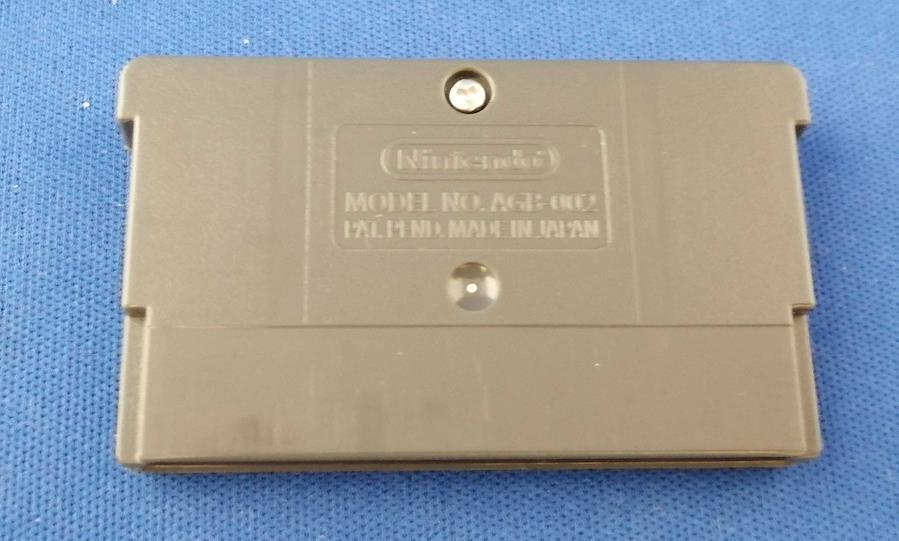 Nintendo
MODEL NO. AGB-002
PAT. PEND. MADE IN JAPAN